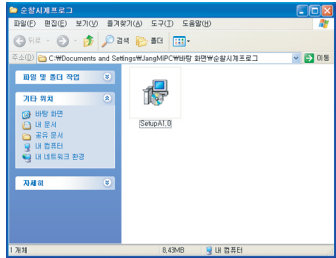 순찰시계프로그
파일(F) 편집(E) 보기(V) 즐겨찾기(A) 도구(T) 도움말(H)
뒤로 검색 폴더
주소(D) C:₩Documents and Settings₩JangMiPC₩바탕 화면₩순찰시계프로그 이동
파일 및 폴더 작업
기타 위치
바탕 화면
내 문서
공유 문서
내 컴퓨터
내 네트워크 환경
자세히
SetupA1,0
1 개체 8,43MB 내 컴퓨터